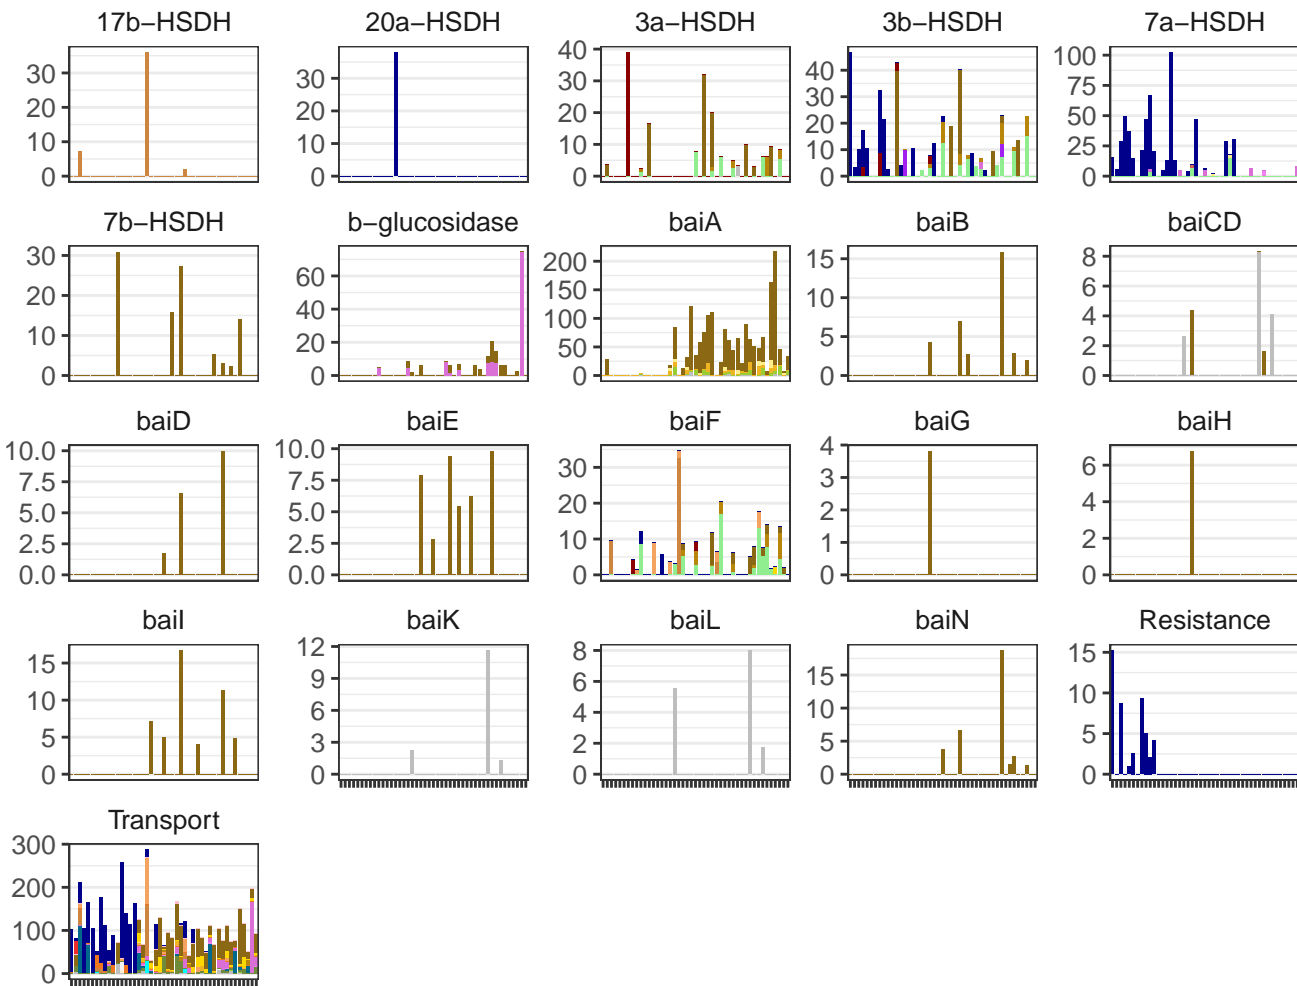 17b−HSDH 20a−HSDH 3a−HSDH 3b−HSDH 7a−HSDH
30 20 10 0
30 20 10 0
40 30 20 10 0
40 30 20 10 0
100 75 50 25 0
7b−HSDH b−glucosidase baiA baiB baiCD
30 20 10 0
60 40 20 0
200 150 100 50 0
15 10 5 0
8 6 4 2 0
baiD baiE baiF baiG baiH
10.0 7.5 5.0 2.5 0.0
10.0 7.5 5.0 2.5 0.0
30 20 10 0
4 3 2 1 0
6 4 2 0
baiI baiK baiL baiN Resistance
15 10 5 0
12 9 6 3 0
8 6 4 2 0
15 10 5 0
15 10 5 0
Transport
300 200 100 0